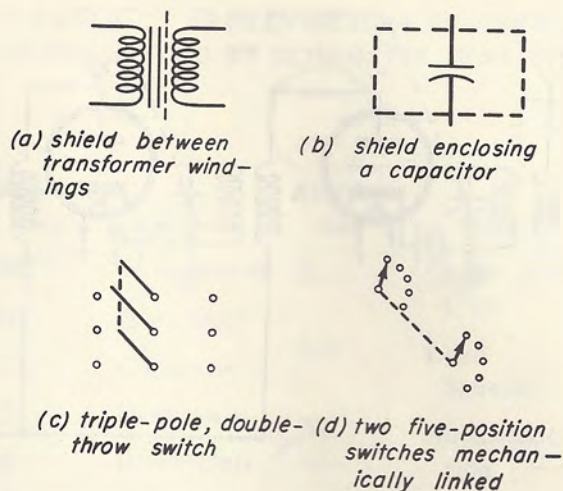 (a) shield between
transformer wind-
ings
(b) shield enclosing
a capacitor
(c) triple-pole, double-
throw switch
(d) two five-position
switches mechan-
ically linked